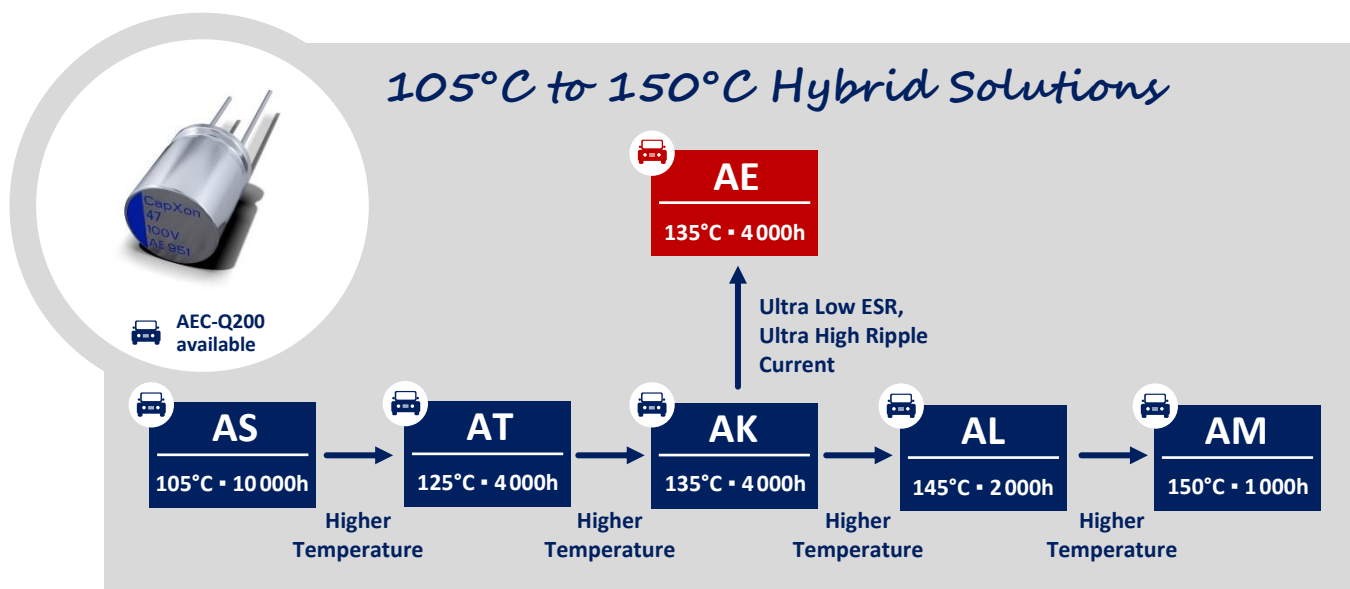 105°C to 150°C Hybrid Solutions
CapXon
47
100V
AE 951
AEC-Q200
available
AE
135°C ▪ 4 000h
Ultra Low ESR,
Ultra High Ripple
Current
AS
105°C ▪ 10 000h
Higher
Temperature
AT
125°C ▪ 4 000h
Higher
Temperature
AK
135°C ▪ 4 000h
Higher
Temperature
AL
145°C ▪ 2 000h
Higher
Temperature
AM
150°C ▪ 1 000h